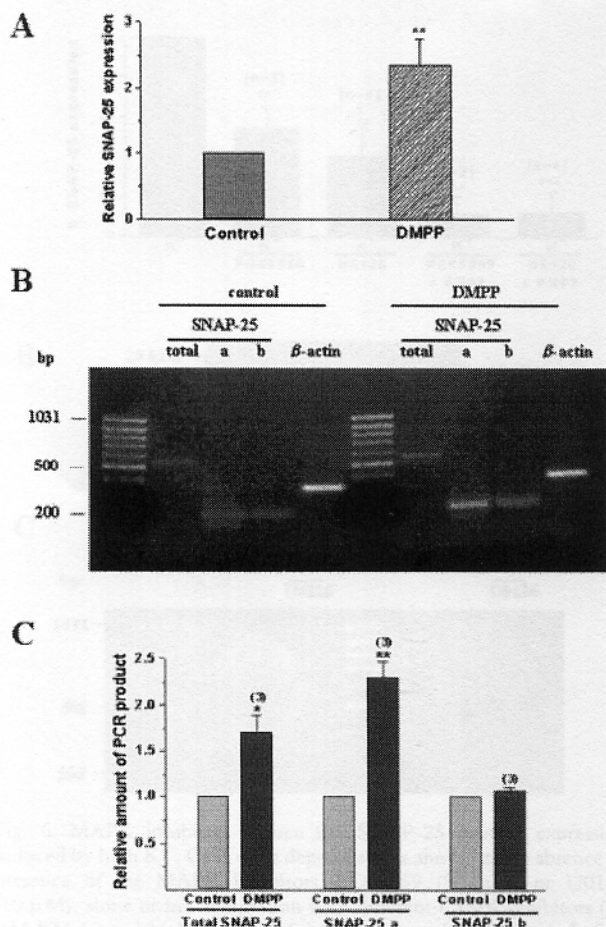 A
Relative SNAP-25 expression
3
2
1
0
**
Control DMPP
B
control DMPP
SNAP-25 SNAP-25
bp total a b β-actin total a b β-actin
1031
500
200
C
Relative amount of PCR product
2.5
2.0
1.5
1.0
0.5
(3)
*
(3)
**
(3)
Control DMPP Control DMPP Control DMPP
Total SNAP-25 SNAP-25 a SNAP-25 b